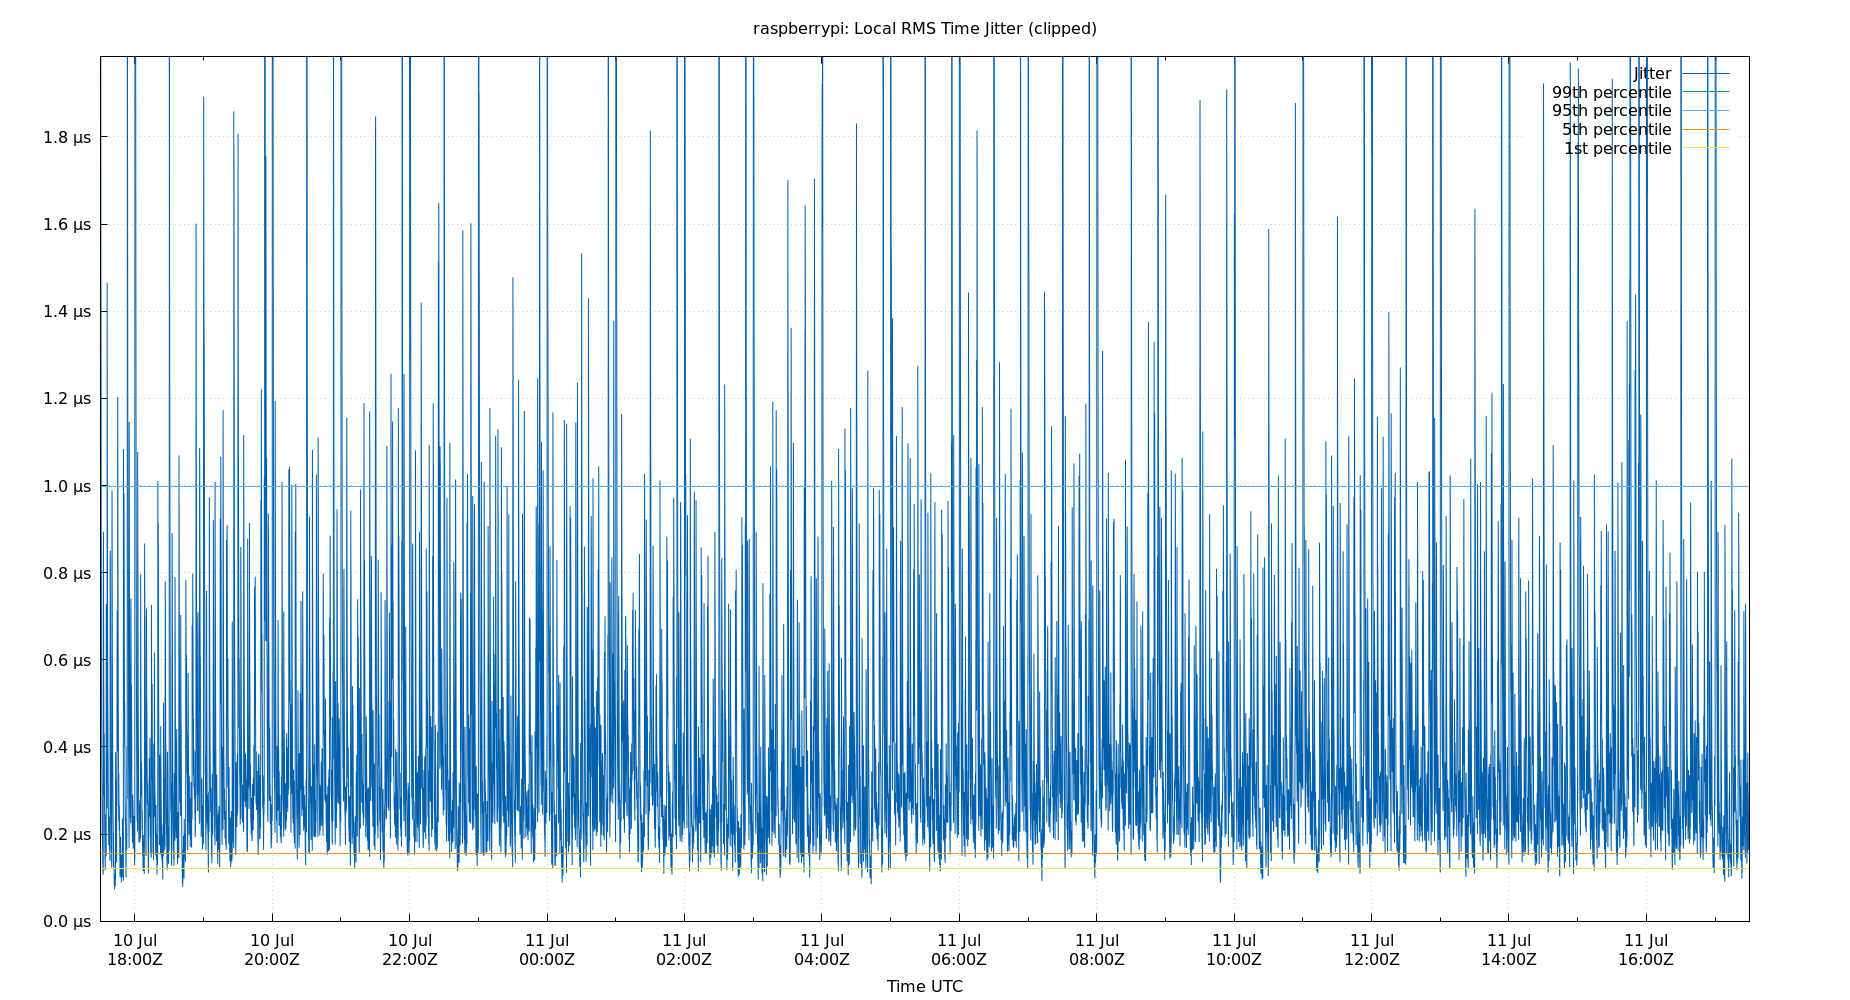 raspberrypi: Local RMS Time Jitter (clipped)
Jitter
99th percentile
95th percentile
5th percentile
1st percentile
1.8 μs
1.6 μs
1.4 μs
1.2 μs
1.0 μs
0.8 μs
0.6 μs
0.4 μs
0.2 μs
0.0 μs
10 Jul 10 Jul 10 Jul 11 Jul 11 Jul 11 Jul 11 Jul 11 Jul 11 Jul 11 Jul 11 Jul 11 Jul
18:00Z 20:00Z 22:00Z 00:00Z 02:00Z 04:00Z 06:00Z 08:00Z 10:00Z 12:00Z 14:00Z 16:00Z
Time UTC